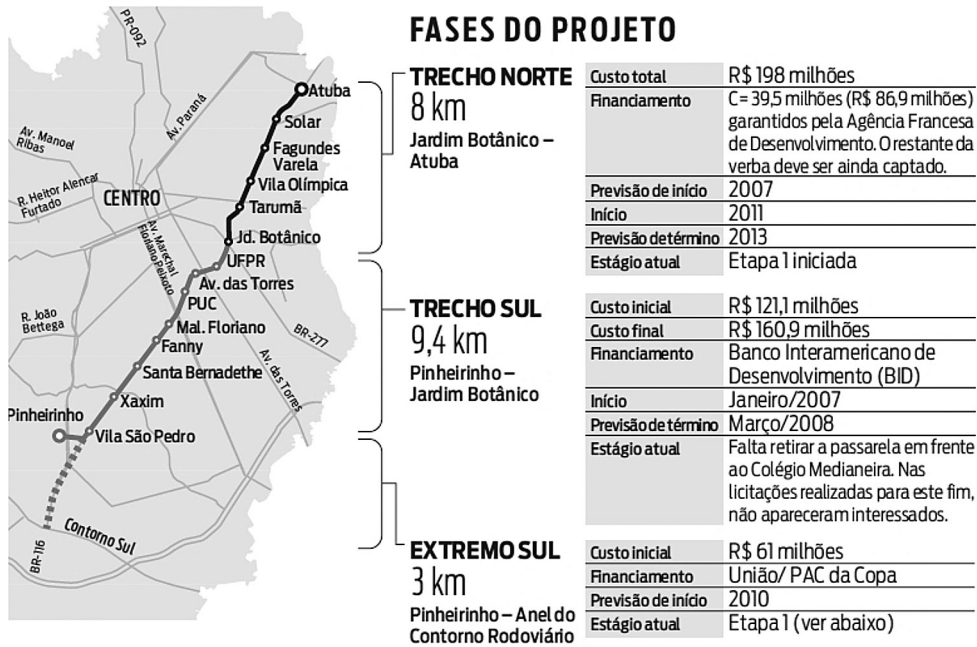 FASES DO PROJETO
PR-092
Av. Paraná
Av. Manoel
Ribas
R. Heitor Alencar
Furtado
CENTRO
Av. Marechal
Floriano Peixoto
R. João
Bettega
BR-277
Av. das Torres
Contorno Sul
BR-116
Atuba
Solar
Fagundes
Varela
Vila Olímpica
Tarumã
Jd. Botânico
UFPR
Av. das Torres
PUC
Mal. Floriano
Fanny
Santa Bernadethe
Xaxim
Pinheirinho
Vila São Pedro
TRECHO NORTE
8 km
Jardim Botânico –
Atuba
Custo total R$ 198 milhões
Financiamento C= 39,5 milhões (R$ 86,9 milhões)
garantidos pela Agência Francesa
de Desenvolvimento. O restante da
verba deve ser ainda captado.
Previsão de início 2007
Início 2011
Previsão de término 2013
Estágio atual Etapa 1 iniciada
TRECHO SUL
9,4 km
Pinheirinho –
Jardim Botânico
Custo inicial R$ 121,1 milhões
Custo final R$ 160,9 milhões
Financiamento Banco Interamericano de
Desenvolvimento (BID)
Início Janeiro/2007
Previsão de término Março/2008
Estágio atual Falta retirar a passarela em frente
ao Colégio Medianeira. Nas
licitações realizadas para este fim,
não apareceram interessados.
EXTREMO SUL
3 km
Pinheirinho – Anel do
Contorno Rodoviário
Custo inicial R$ 61 milhões
Financiamento União/ PAC da Copa
Previsão de início 2010
Estágio atual Etapa 1 (ver abaixo)